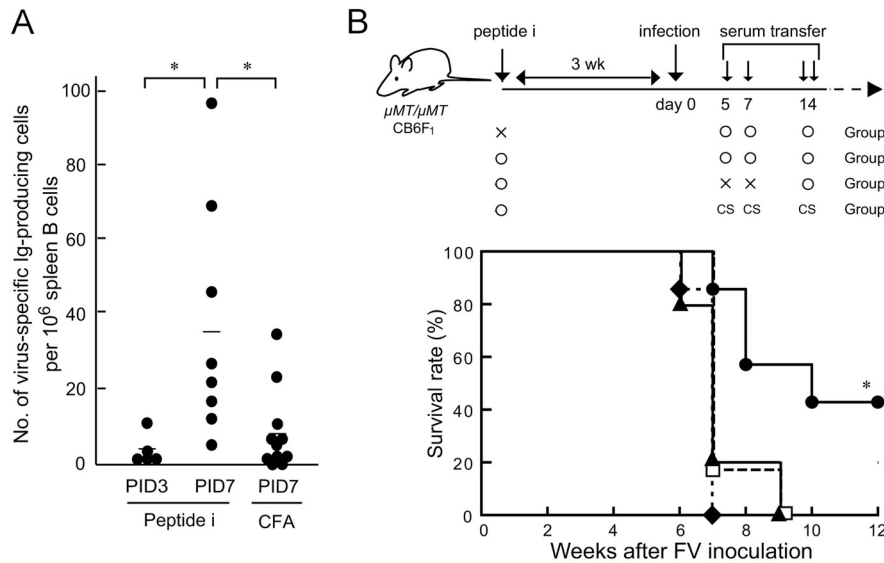 A
No. of virus-specific Ig-producing cells
per 10⁶ spleen B cells
100
80
60
40
20
0
* *
PID3 PID7 PID7
Peptide i CFA
B
peptide i infection serum transfer
3 wk
µMT/µMT
CB6F₁
day 0 5 7 14
× ○ ○ ○ Group
○ ○ ○ ○ Group
○ × × ○ Group
○ CS CS CS Group
Survival rate (%)
100
80
60
40
20
0
*
0 2 4 6 8 10 12
Weeks after FV inoculation